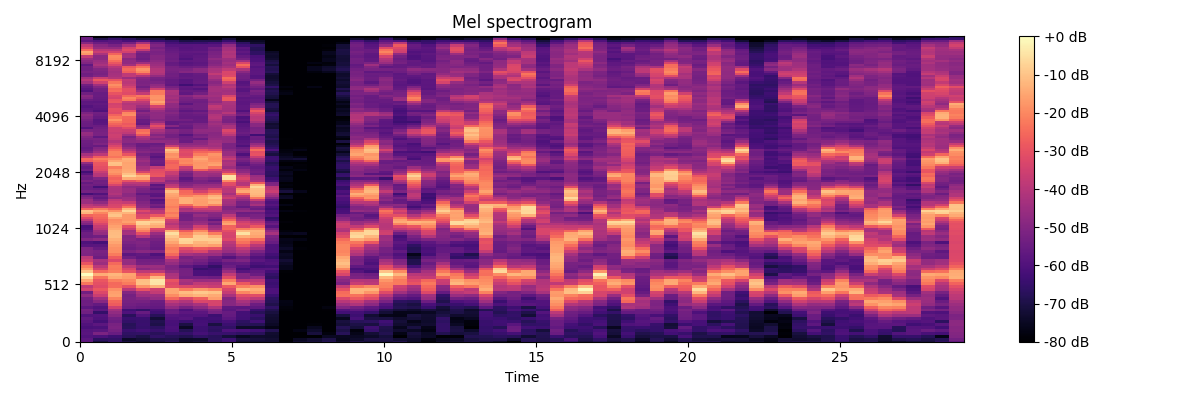 Mel spectrogram
+0 dB
8192
-10 dB
4096
-20 dB
-30 dB
2048
-40 dB
Hz
1024
-50 dB
-60 dB
512
-70 dB
0
-80 dB
0 5 10 15 20 25
Time